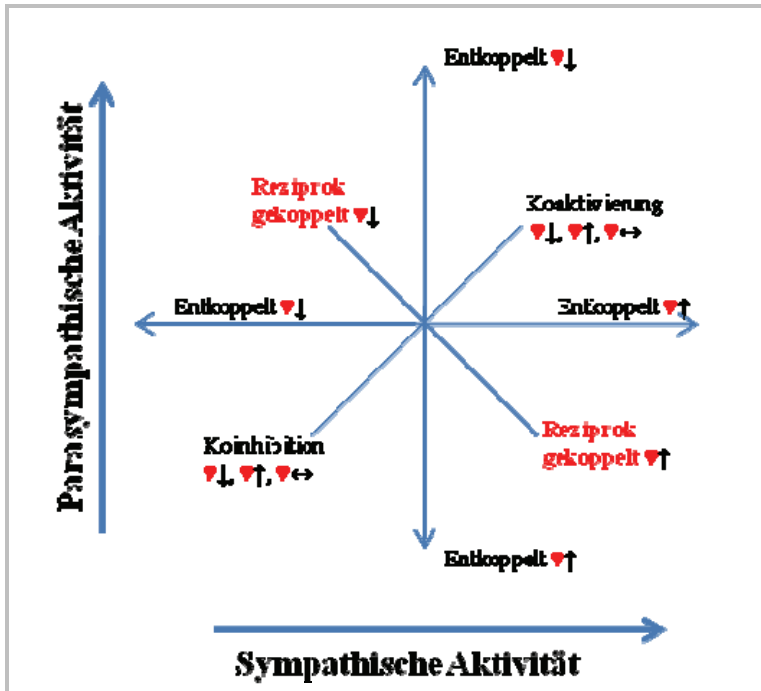 Entkoppelt ♥↓
Reziprok
gekoppelt ♥↓
Koaktivierung
♥↓, ♥↑, ♥↔
Entkoppelt ♥↓
Entkoppelt ♥↑
Koinhibition
♥↓, ♥↑, ♥↔
Reziprok
gekoppelt ♥↑
Entkoppelt ♥↑
Parasympathische Aktivität
Sympathische Aktivität